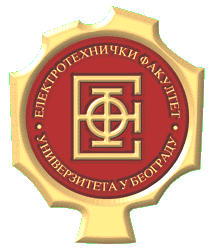 ЕЛЕКТРОТЕХНИЧКИ ФАКУЛТЕТ
УНИВЕРЗИТЕТА У БЕОГРАДУ